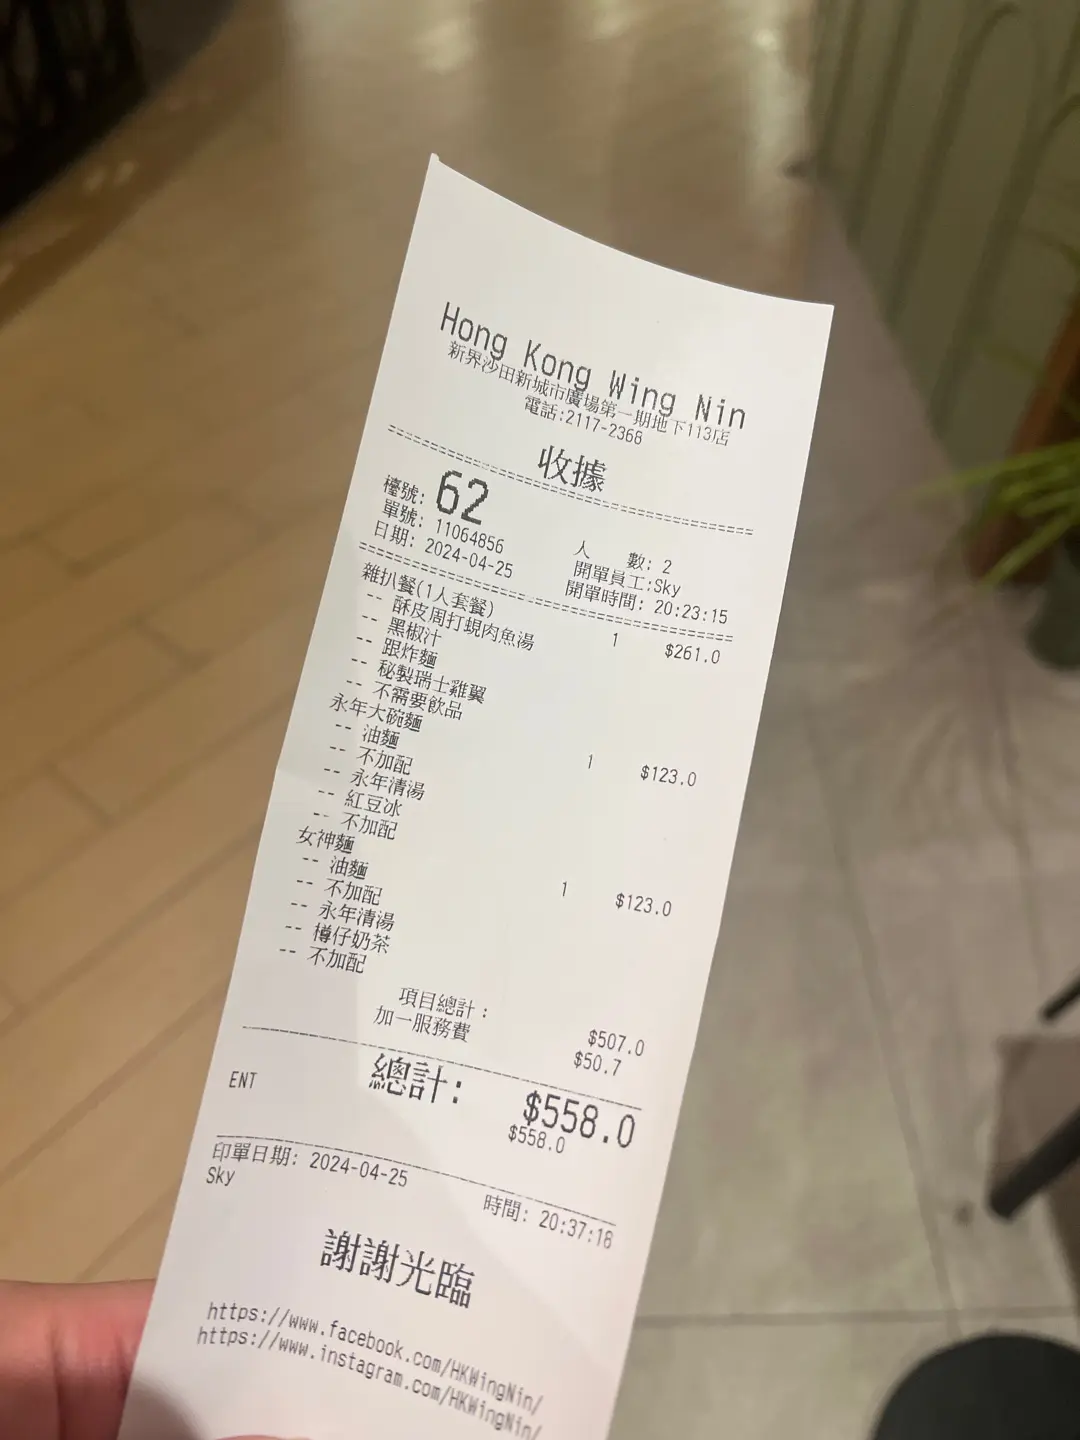 Hong Kong Wing Nin
新界沙田新城市廣場第一期地下113店
電話:2117-2368
收據
檯號: 62 人 數: 2
單號: 11064856 開單員工:Sky
日期: 2024-04-25 開單時間: 20:23:15
雜扒餐(1人套餐) 1 $261.0
-- 酥皮周打蜆肉魚湯
-- 黑椒汁
-- 跟炸麵
-- 秘製瑞士雞翼
-- 不需要飲品
永年大碗麵 1 $123.0
-- 油麵
-- 不加配
-- 永年清湯
-- 紅豆冰
-- 不加配
女神麵 1 $123.0
-- 油麵
-- 不加配
-- 永年清湯
-- 樽仔奶茶
-- 不加配
項目總計: $507.0
加一服務費 $50.7
總計: $558.0
ENT $558.0
印單日期: 2024-04-25 時間: 20:37:18
Sky
謝謝光臨
https://www.facebook.com/HKWingNin/
https://www.instagram.com/HKWingNin/